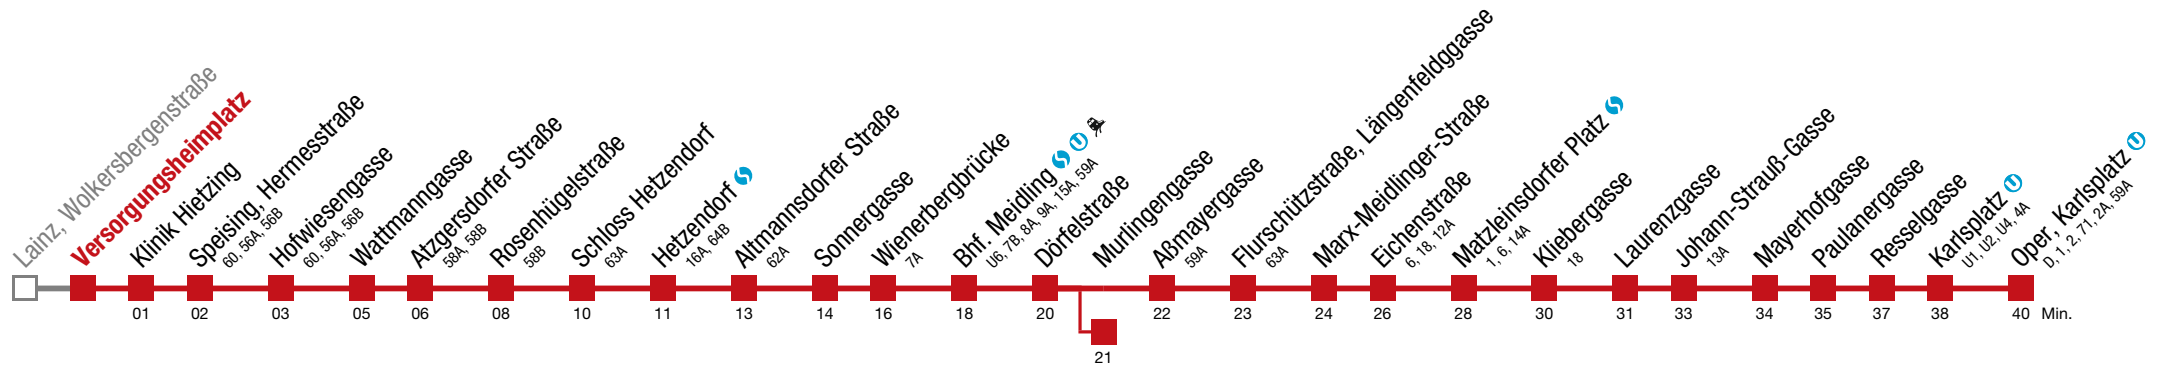 Lainz, Wolkersbergenstraße
Versorgungsheimplatz
Klinik Hietzing
Speising, Hermesstraße
60, 56A, 56B
Hofwiesengasse
60, 56A, 56B
Wattmanngasse
Atzgersdorfer Straße
58A, 58B
Rosenhügelstraße
58B
Schloss Hetzendorf
63A
Hetzendorf
16A, 64B
Altmannsdorfer Straße
62A
Sonnergasse
Wienerbergbrücke
7A
Bhf. Meidling
U6, 7B, 8A, 9A, 15A, 59A
Dörfelstraße
Murlingengasse
Aßmayergasse
59A
Flurschützstraße, Längenfeldggasse
63A
Marx-Meidlinger-Straße
Eichenstraße
6, 18, 12A
Matzleinsdorfer Platz
1, 6, 14A
Kliebergasse
18
Laurenzgasse
Johann-Strauß-Gasse
13A
Mayerhofgasse
Paulanergasse
Resselgasse
Karlsplatz
U1, U2, U4, 4A
Oper, Karlsplatz
D, 1, 2, 71, 2A, 59A
01 02 03 05 06 08 10 11 13 14 16 18 20 22 23 24 26 28 30 31 33 34 35 37 38 40 Min.
21